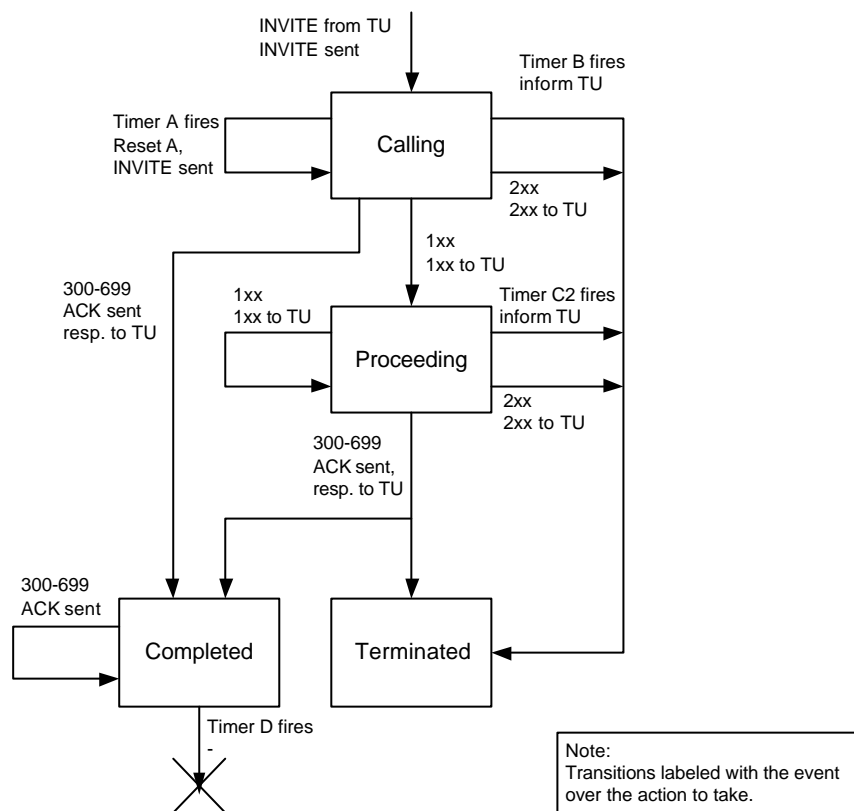 INVITE from TU
INVITE sent
Timer B fires
inform TU
Timer A fires
Reset A,
INVITE sent
Calling
2xx
2xx to TU
1xx
1xx to TU
300-699
ACK sent
resp. to TU
1xx
1xx to TU
Timer C2 fires
inform TU
Proceeding
2xx
2xx to TU
300-699
ACK sent,
resp. to TU
300-699
ACK sent
Completed
Terminated
Timer D fires
-
Note:
Transitions labeled with the event
over the action to take.